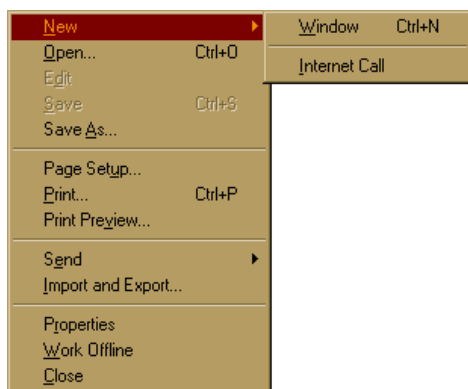 New
Open... Ctrl+O
Edit
Save Ctrl+S
Save As...
Page Setup...
Print... Ctrl+P
Print Preview...
Send
Import and Export...
Properties
Work Offline
Close
Window Ctrl+N
Internet Call